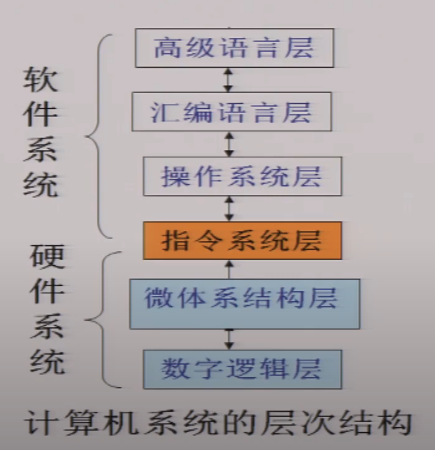 高级语言层
汇编语言层
操作系统层
软件系统
指令系统层
微体系结构层
数字逻辑层
硬件系统
计算机系统的层次结构